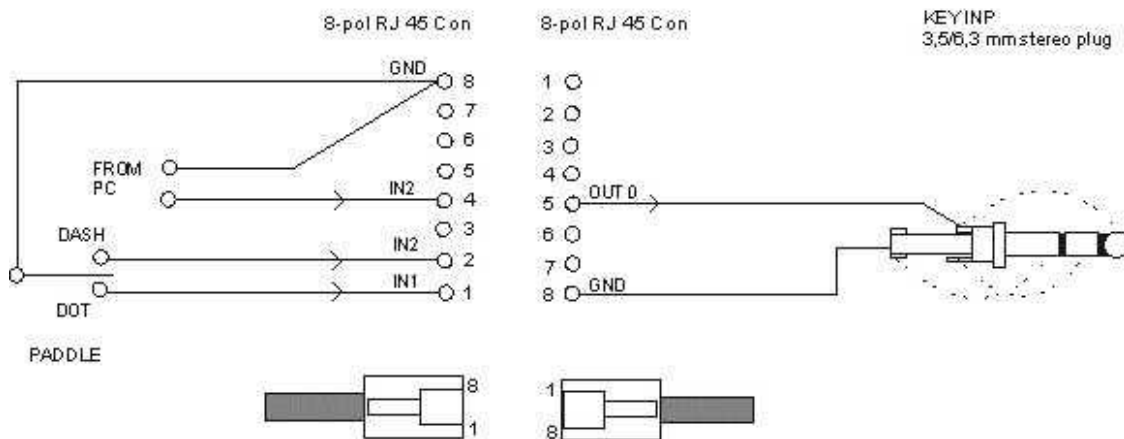 8-pol RJ 45 Con
8-pol RJ 45 Con
KEY INP
3,5/6,3 mm stereo plug
GND
8
7
6
5
4
3
2
1
FROM
PC
IN2
DASH
IN2
IN1
DOT
PADDLE
1
2
3
4
5
6
7
8
OUT 0
GND
8
1
1
8